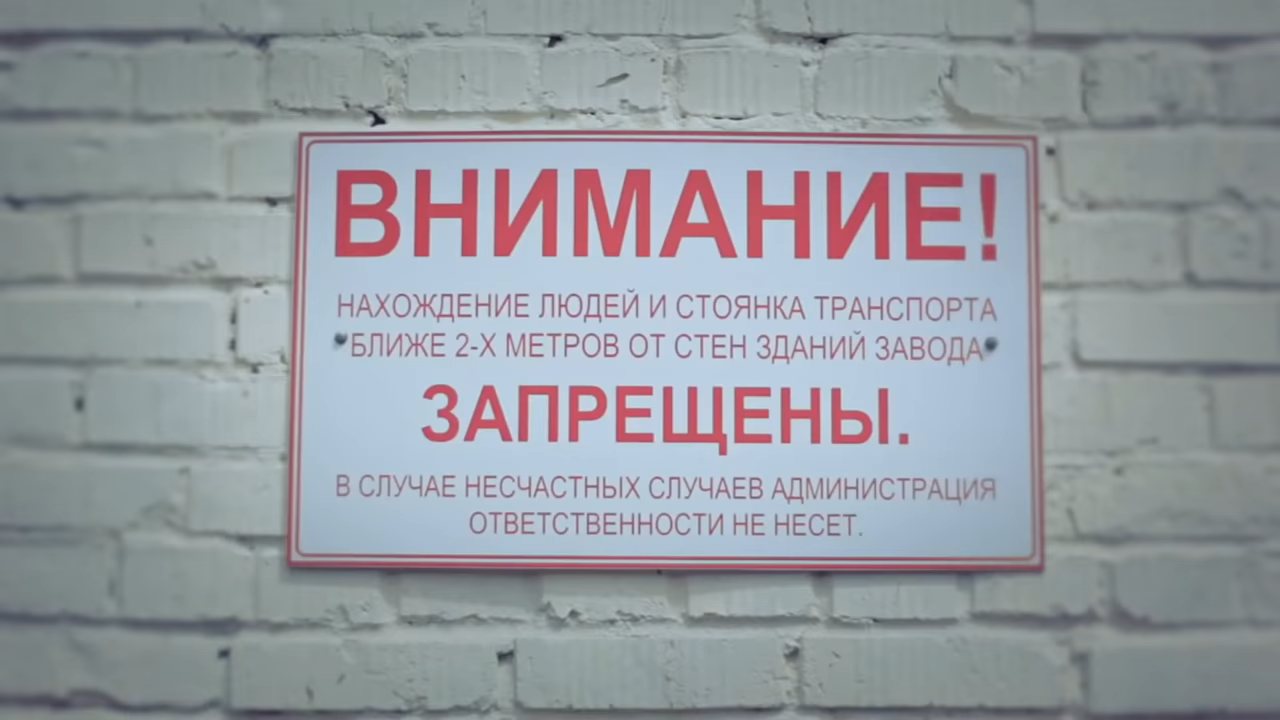 ВНИМАНИЕ!
НАХОЖДЕНИЕ ЛЮДЕЙ И СТОЯНКА ТРАНСПОРТА
БЛИЖЕ 2-Х МЕТРОВ ОТ СТЕН ЗДАНИЙ ЗАВОДА
ЗАПРЕЩЕНЫ.
В СЛУЧАЕ НЕСЧАСТНЫХ СЛУЧАЕВ АДМИНИСТРАЦИЯ
ОТВЕТСТВЕННОСТИ НЕ НЕСЕТ.